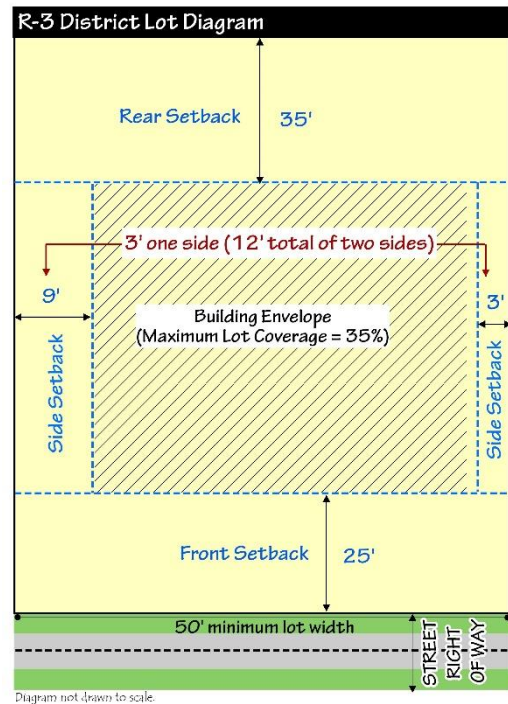 R-3 District Lot Diagram
Rear Setback 35'
3' one side (12' total of two sides)
9'
3'
Building Envelope
(Maximum Lot Coverage = 35%)
Side Setback
Side Setback
Front Setback 25'
50' minimum lot width
STREET
RIGHT
OF WAY
Diagram not drawn to scale.